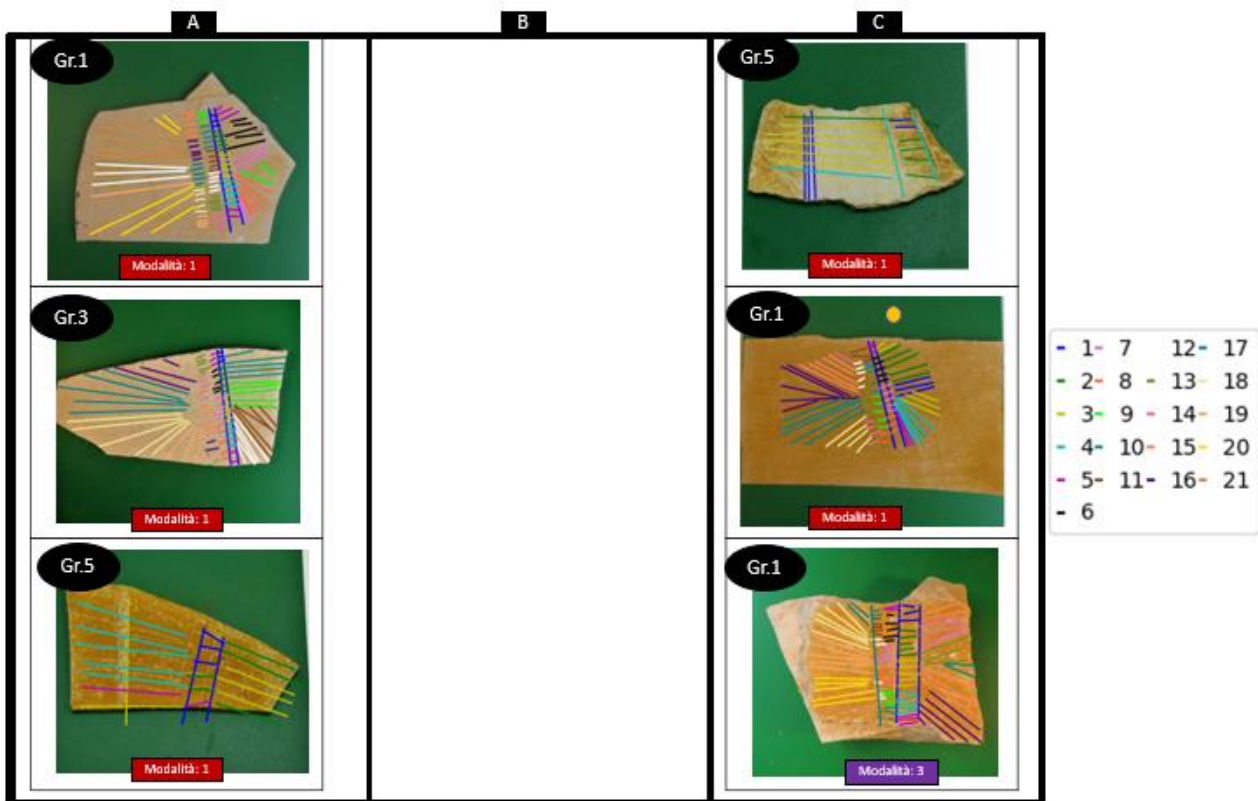 A
B
C
Gr.1
Modalità: 1
Gr.3
Modalità: 1
Gr.5
Modalità: 1
Gr.5
Modalità: 1
Gr.1
Modalità: 1
Gr.1
Modalità: 3
1 7 12 17
2 8 13 18
3 9 14 19
4 10 15 20
5 11 16 21
6